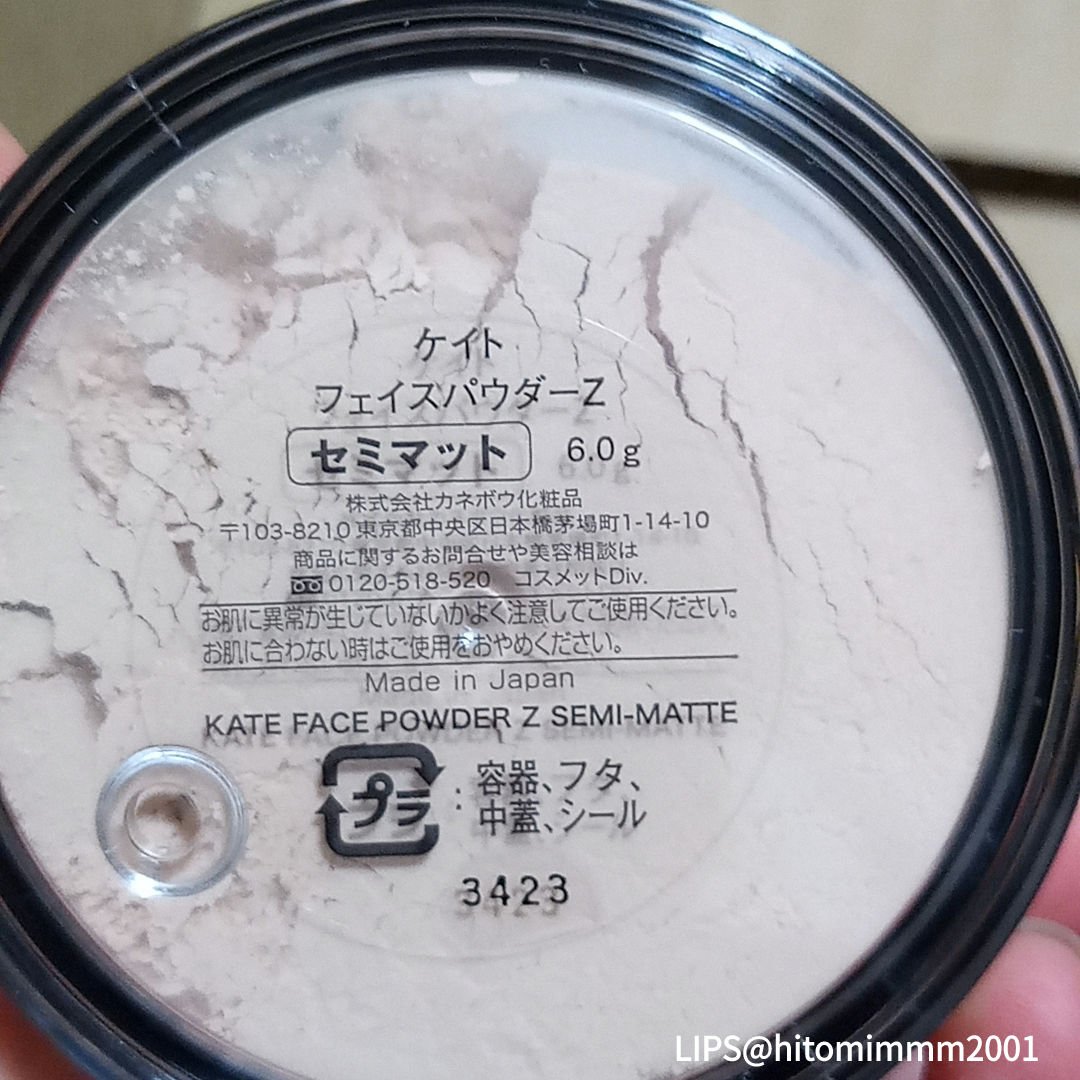 ケイト
フェイスパウダーZ
セミマット 6.0g
株式会社カネボウ化粧品
〒103-8210 東京都中央区日本橋茅場町1-14-10
商品に関するお問合せや美容相談は
0120-518-520 コスメットDiv.
お肌に異常が生じていないかよく注意してご使用ください。
お肌に合わない時はご使用をおやめください。
Made in Japan
KATE FACE POWDER Z SEMI-MATTE
プラ : 容器、フタ、
中蓋、シール
3423
LIPS@hitomimmm2001